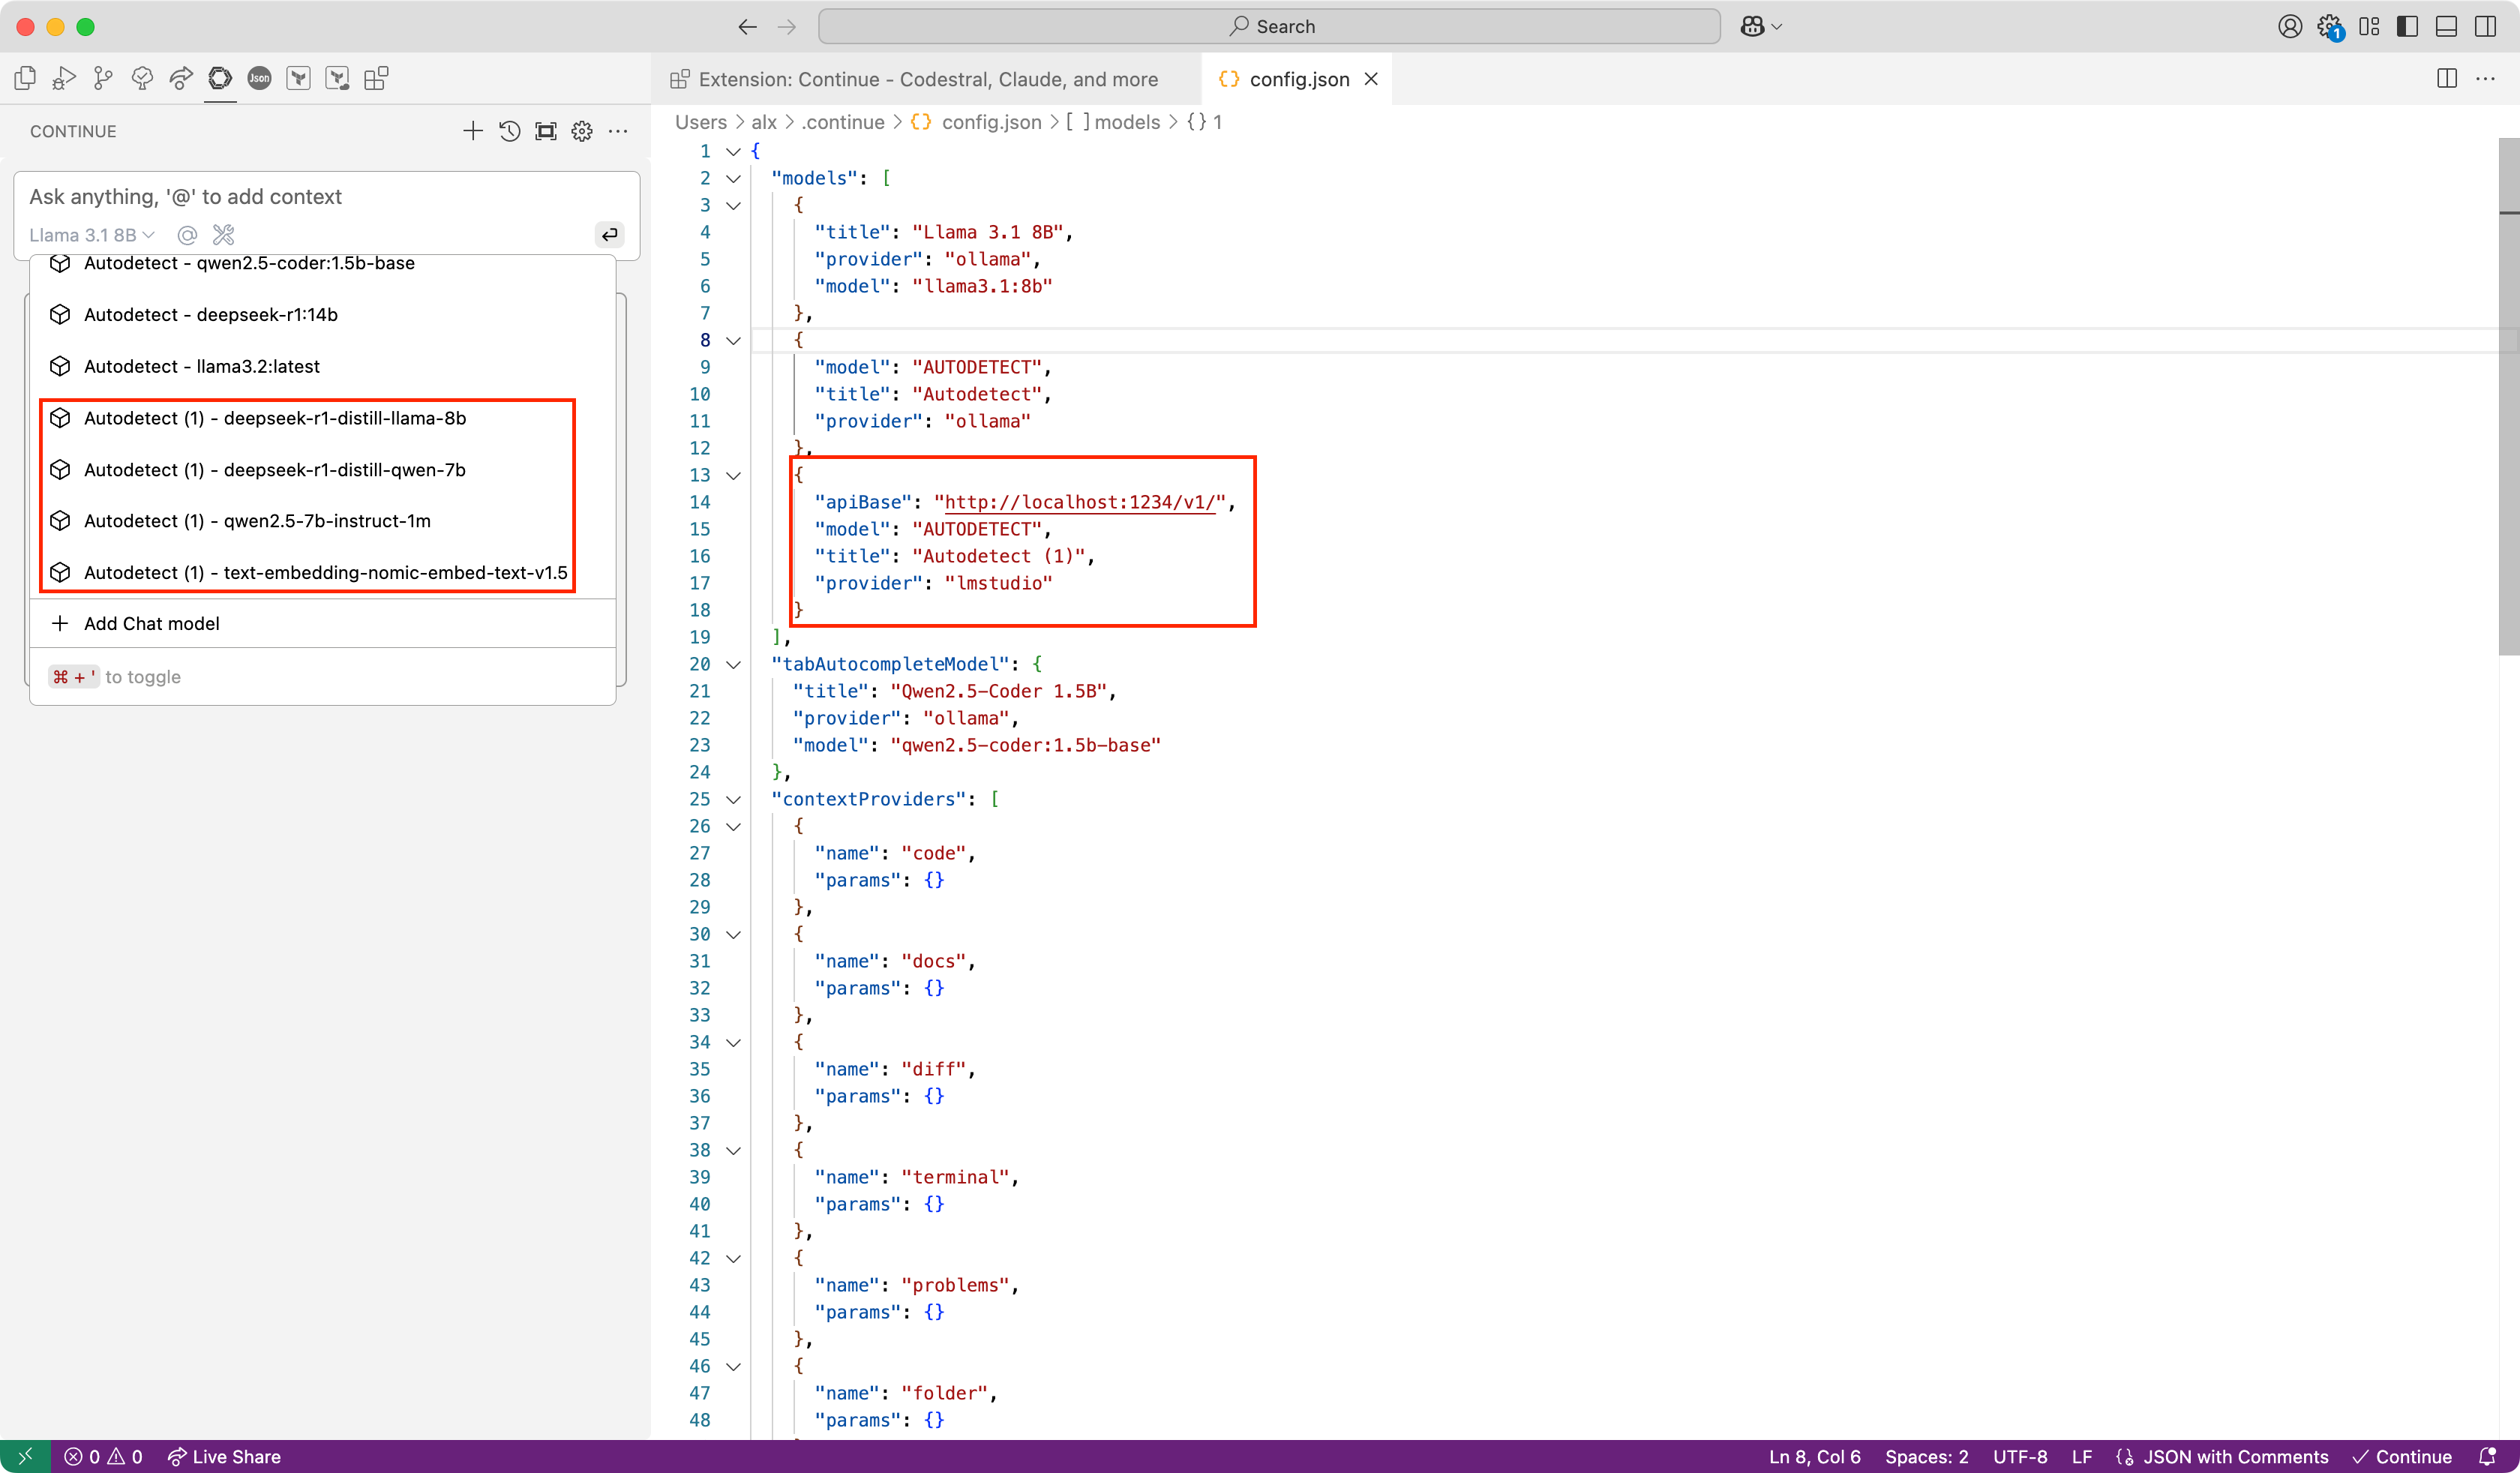 Search
1
Json
Extension: Continue - Codestral, Claude, and more
config.json
CONTINUE
Users > alx > .continue > {} config.json > [ ] models > {} 1
Ask anything, '@' to add context
Llama 3.1 8B
Autodetect - qwen2.5-coder:1.5b-base
Autodetect - deepseek-r1:14b
Autodetect - llama3.2:latest
Autodetect (1) - deepseek-r1-distill-llama-8b
Autodetect (1) - deepseek-r1-distill-qwen-7b
Autodetect (1) - qwen2.5-7b-instruct-1m
Autodetect (1) - text-embedding-nomic-embed-text-v1.5
+ Add Chat model
⌘ + ' to toggle
1 {
2 "models": [
3 {
4 "title": "Llama 3.1 8B",
5 "provider": "ollama",
6 "model": "llama3.1:8b"
7 },
8 {
9 "model": "AUTODETECT",
10 "title": "Autodetect",
11 "provider": "ollama"
12 },
13 {
14 "apiBase": "http://localhost:1234/v1/",
15 "model": "AUTODETECT",
16 "title": "Autodetect (1)",
17 "provider": "lmstudio"
18 }
19 ],
20 "tabAutocompleteModel": {
21 "title": "Qwen2.5-Coder 1.5B",
22 "provider": "ollama",
23 "model": "qwen2.5-coder:1.5b-base"
24 },
25 "contextProviders": [
26 {
27 "name": "code",
28 "params": {}
29 },
30 {
31 "name": "docs",
32 "params": {}
33 },
34 {
35 "name": "diff",
36 "params": {}
37 },
38 {
39 "name": "terminal",
40 "params": {}
41 },
42 {
43 "name": "problems",
44 "params": {}
45 },
46 {
47 "name": "folder",
48 "params": {}
0 0 Live Share
Ln 8, Col 6 Spaces: 2 UTF-8 LF JSON with Comments Continue